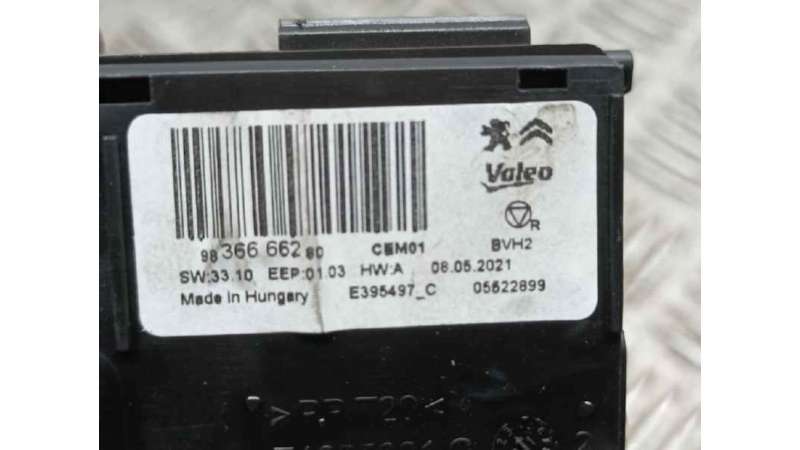 Valeo
R
98 366 662 80 CEM01 BVH2
SW:33.10 EEP:01.03 HW:A 08.05.2021
Made in Hungary E395497_C 05522899